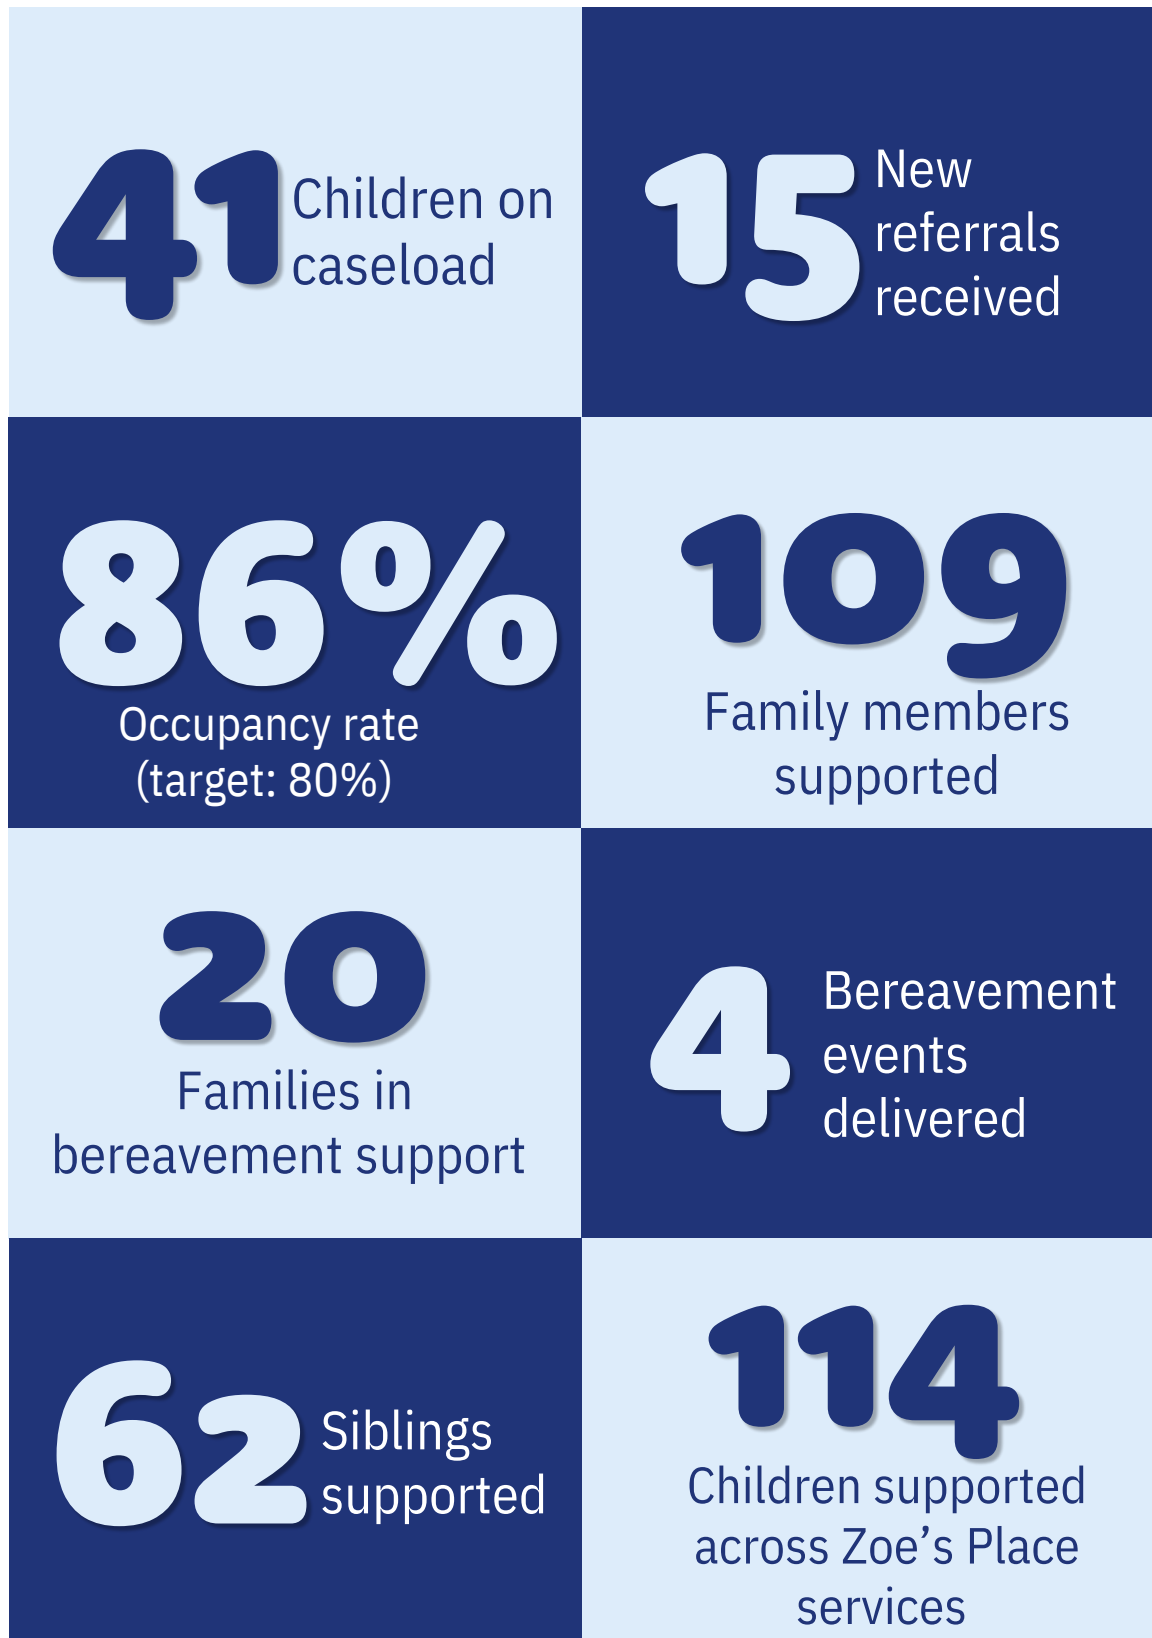 41
Children on
caseload
15
New
referrals
received
86%
Occupancy rate
(target: 80%)
109
Family members
supported
20
Families in
bereavement support
4
Bereavement
events
delivered
62
Siblings
supported
114
Children supported
across Zoe’s Place
services